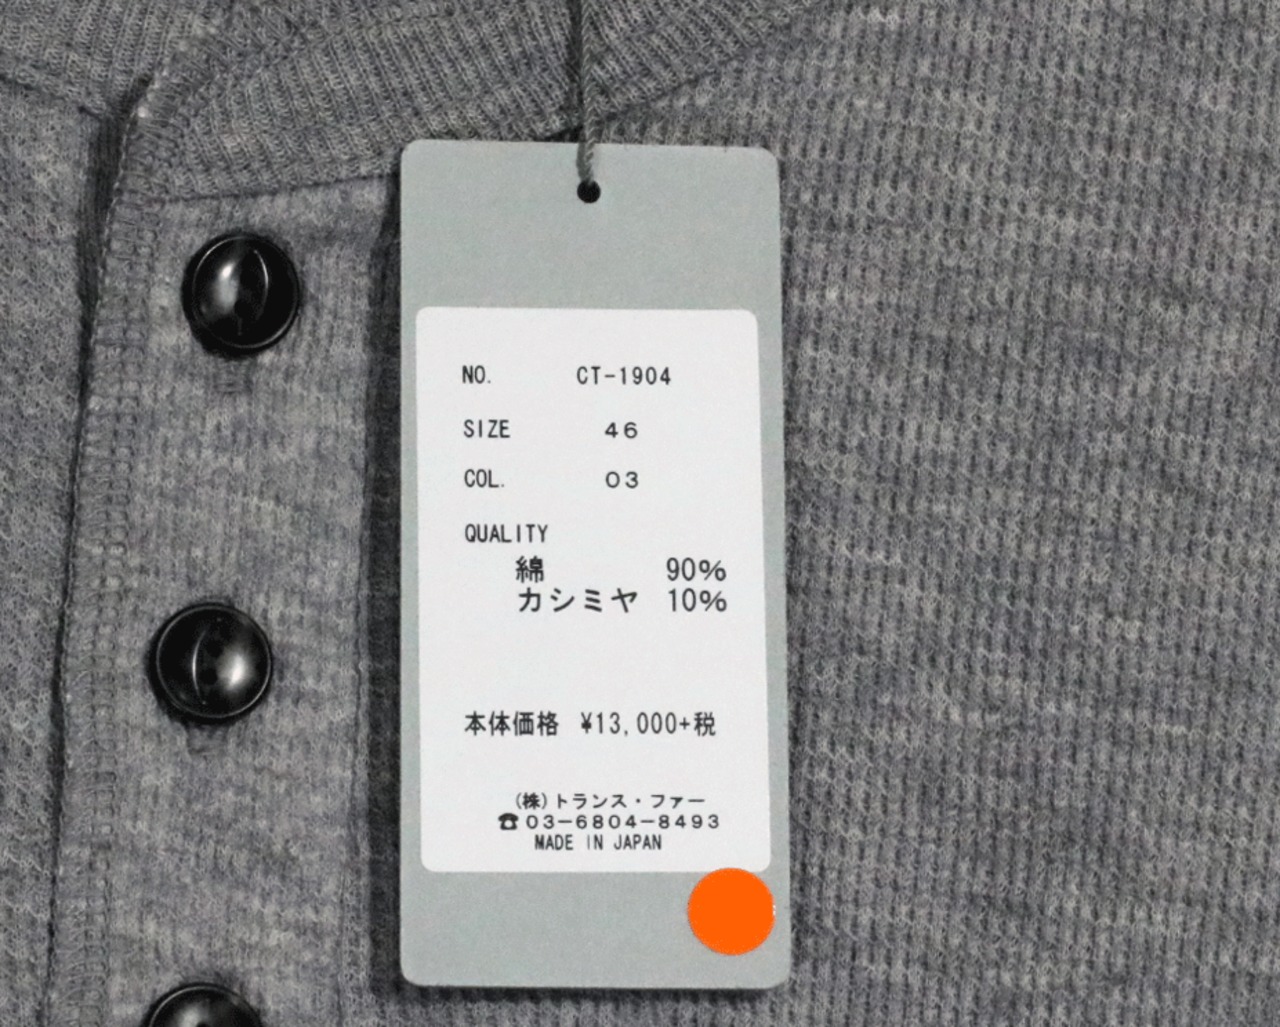 NO. CT-1904
SIZE 46
COL. 03
QUALITY
綿 90%
カシミヤ 10%
本体価格 ¥13,000+税
(株)トランス・ファー
☎03-6804-8493
MADE IN JAPAN